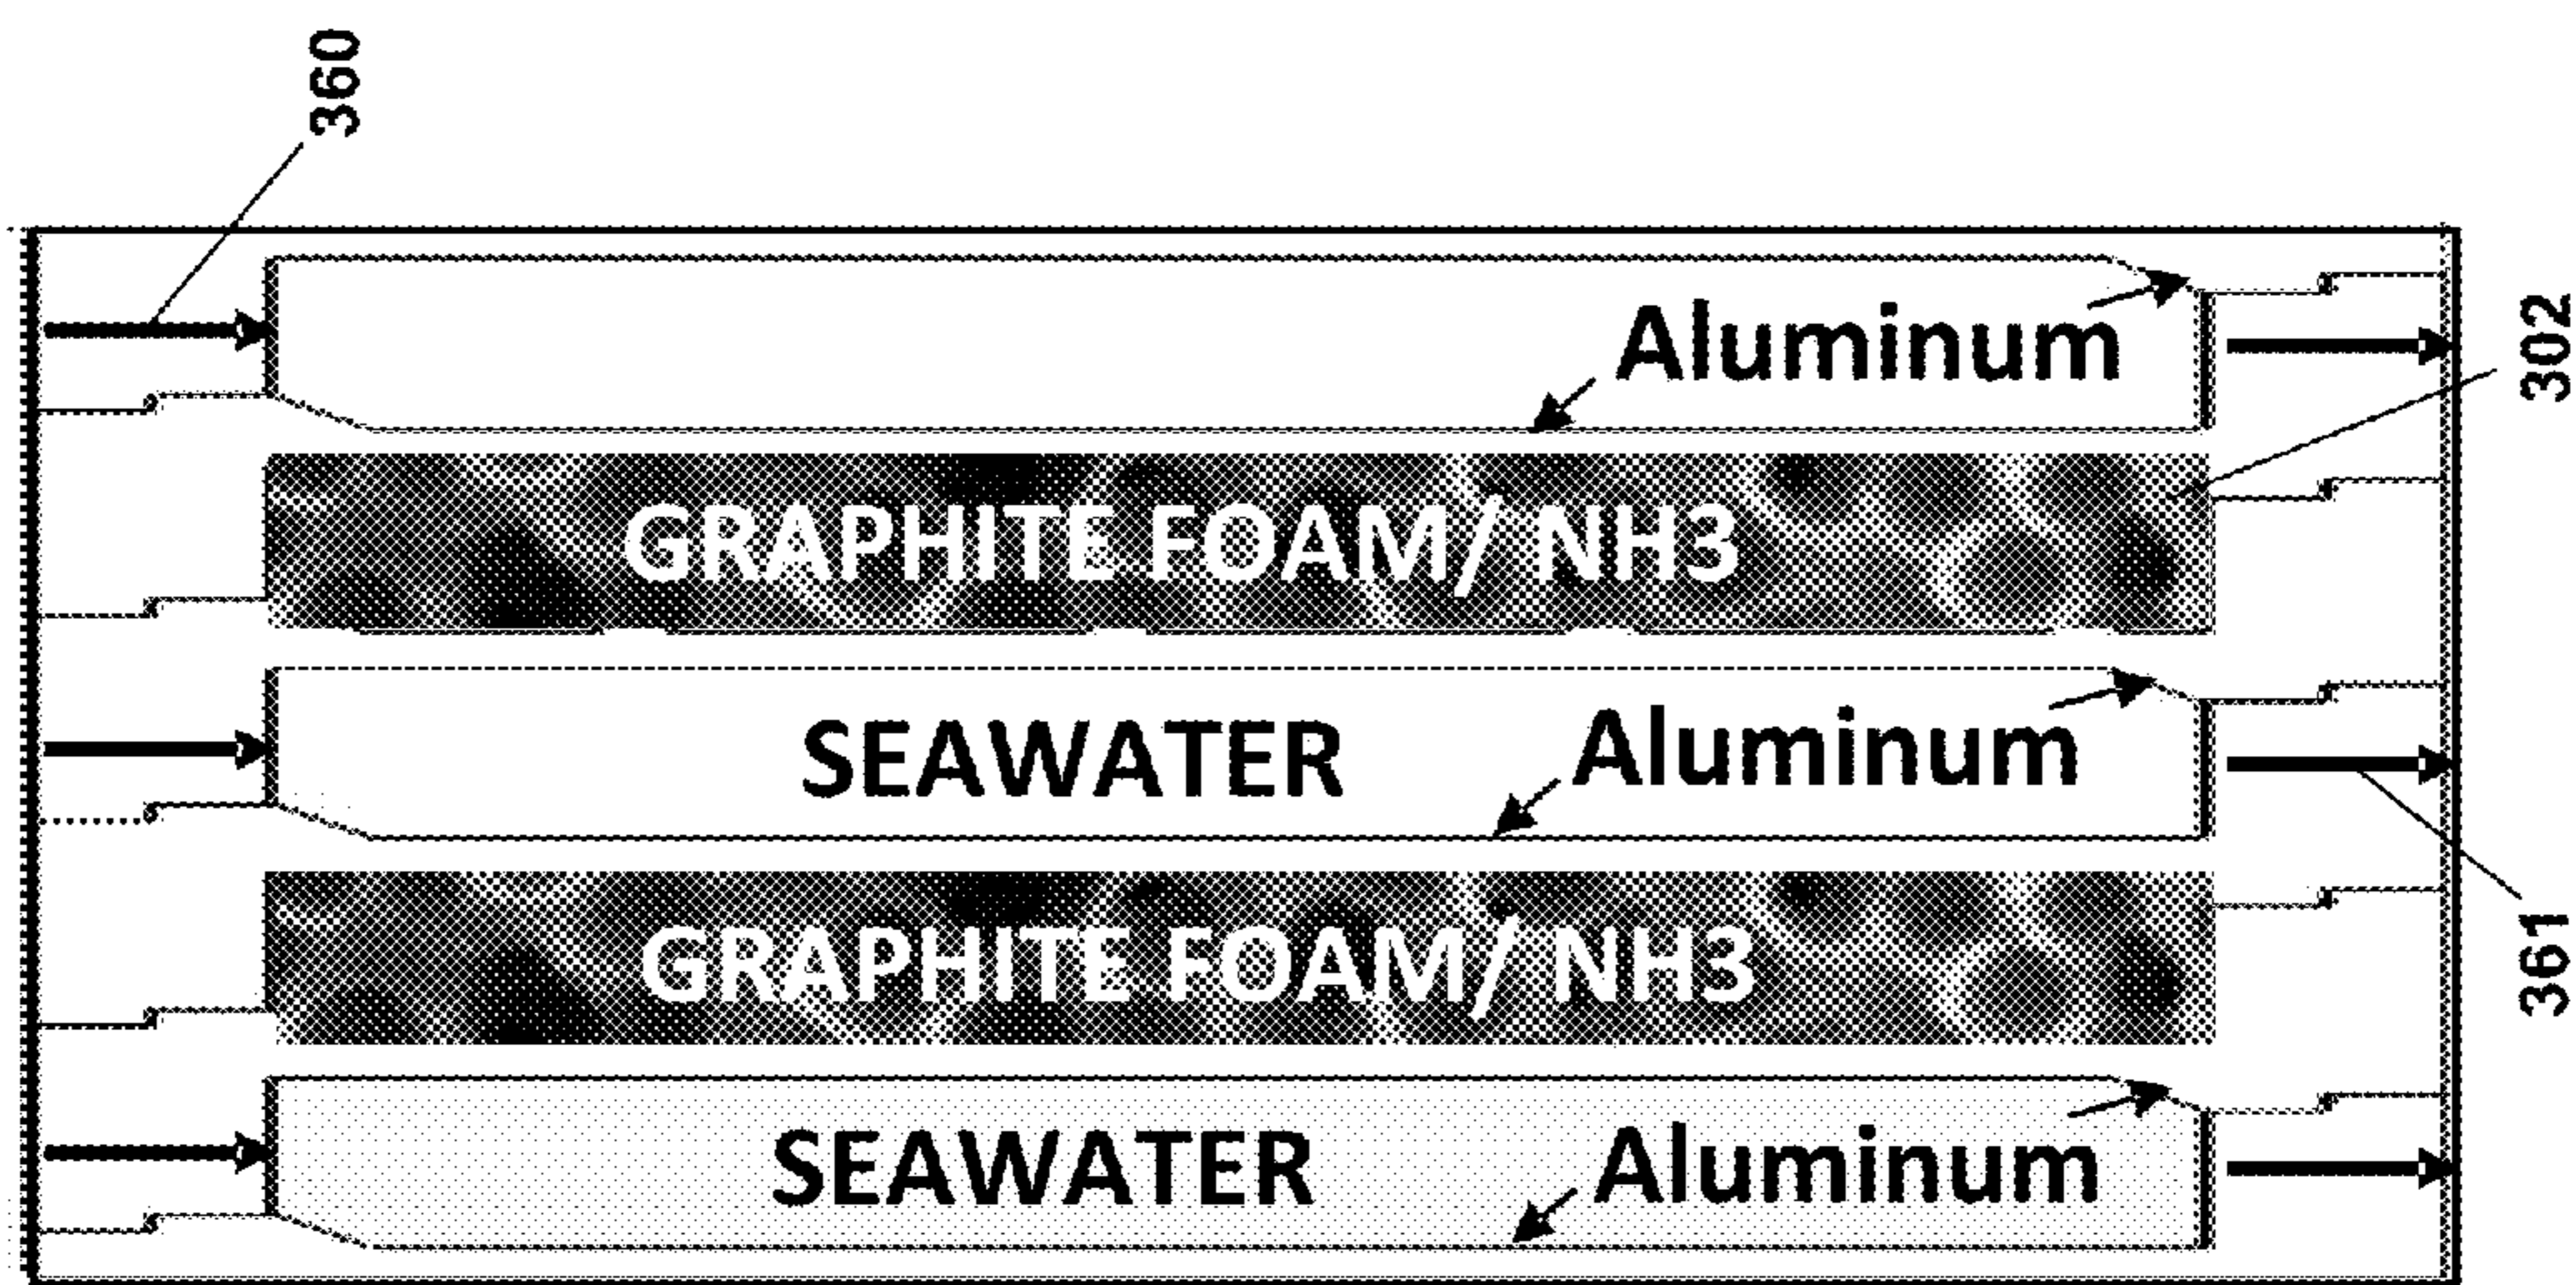 360
Aluminum
302
GRAPHITE FOAM/ NH3
SEAWATER
Aluminum
361
GRAPHITE FOAM/ NH3
SEAWATER
Aluminum